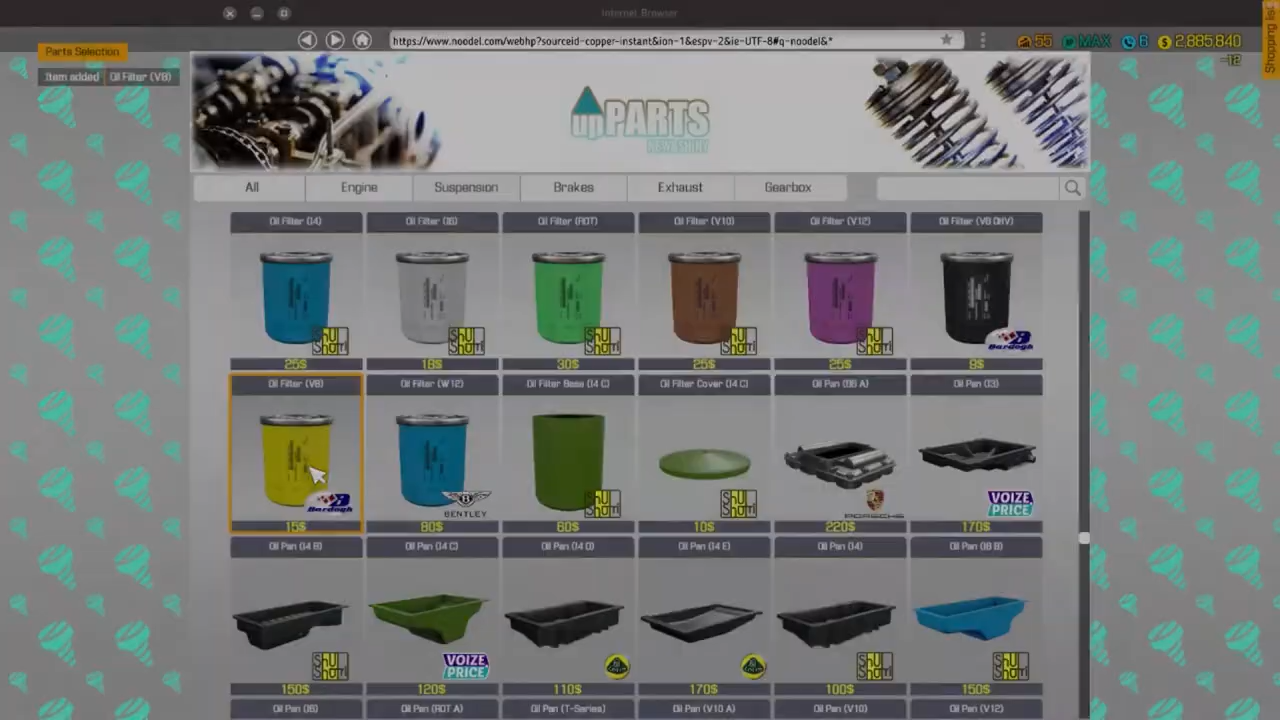 Internet Browser
https://www.noodel.com/webhp?sourceid-copper-instant&ion-1&espv-2&ie-UTF-8#q-noodel&*
55 MAX 6 $ 2,885,840
-12
Shopping list
Parts Selection
Item added Oil Filter (V8)
upPARTS
All Engine Suspension Brakes Exhaust Gearbox
Oil Filter (I4) Oil Filter (I6) Oil Filter (ROT) Oil Filter (V10) Oil Filter (V12) Oil Filter (V8 OHV)
Bardogh
25$ 18$ 30$ 25$ 25$ 8$
Oil Filter (V8) Oil Filter (W12) Oil Filter Base (I4 C) Oil Filter Cover (I4 C) Oil Pan (B6 A) Oil Pan (I3)
Bardogh BENTLEY PORSCHE VOIZE PRICE
15$ 80$ 60$ 10$ 220$ 170$
Oil Pan (I4 B) Oil Pan (I4 C) Oil Pan (I4 D) Oil Pan (I4 E) Oil Pan (I4) Oil Pan (I6 B)
VOIZE PRICE
150$ 120$ 110$ 170$ 100$ 150$
Oil Pan (I6) Oil Pan (ROT A) Oil Pan (T-Series) Oil Pan (V10 A) Oil Pan (V10) Oil Pan (V12)